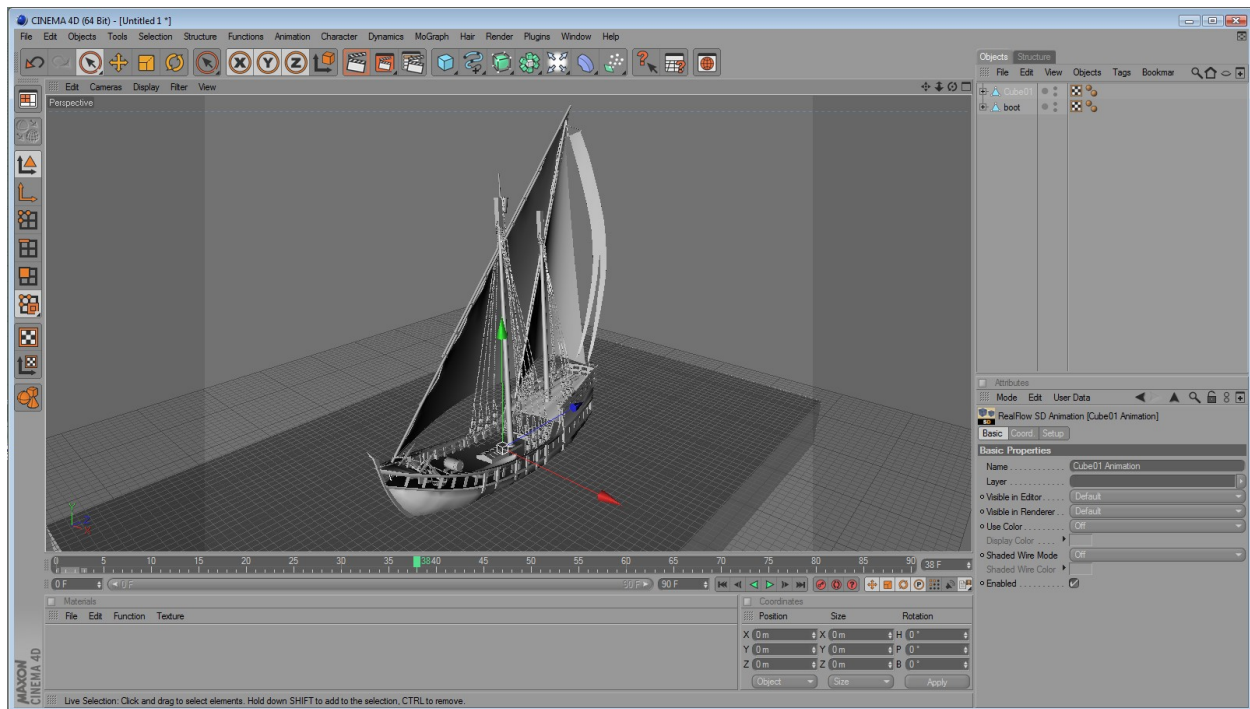 CINEMA 4D (64 Bit) - [Untitled 1 *]
File Edit Objects Tools Selection Structure Functions Animation Character Dynamics MoGraph Hair Render Plugins Window Help
X Y Z
Edit Cameras Display Filter View
Perspective
Objects Structure
File Edit View Objects Tags Bookmar
Cube01
boot
Attributes
Mode Edit User Data
RealFlow SD Animation [Cube01 Animation]
Basic Coord. Setup
Basic Properties
Name . . . . . . . . . . . . Cube01 Animation
Layer . . . . . . . . . . . .
Visible in Editor . . . . . Default
Visible in Renderer . . Default
Use Color . . . . . . . . Off
Display Color . . . .
Shaded Wire Mode Off
Shaded Wire Color
Enabled . . . . . . . . .
0 5 10 15 20 25 30 35 3840 45 50 55 60 65 70 75 80 85 90 38 F
0 F 0 F 90 F 90 F
Materials
File Edit Function Texture
Coordinates
Position Size Rotation
X 0 m X 0 m H 0 °
Y 0 m Y 0 m P 0 °
Z 0 m Z 0 m B 0 °
Object Size Apply
MAXON
CINEMA 4D
Live Selection: Click and drag to select elements. Hold down SHIFT to add to the selection, CTRL to remove.